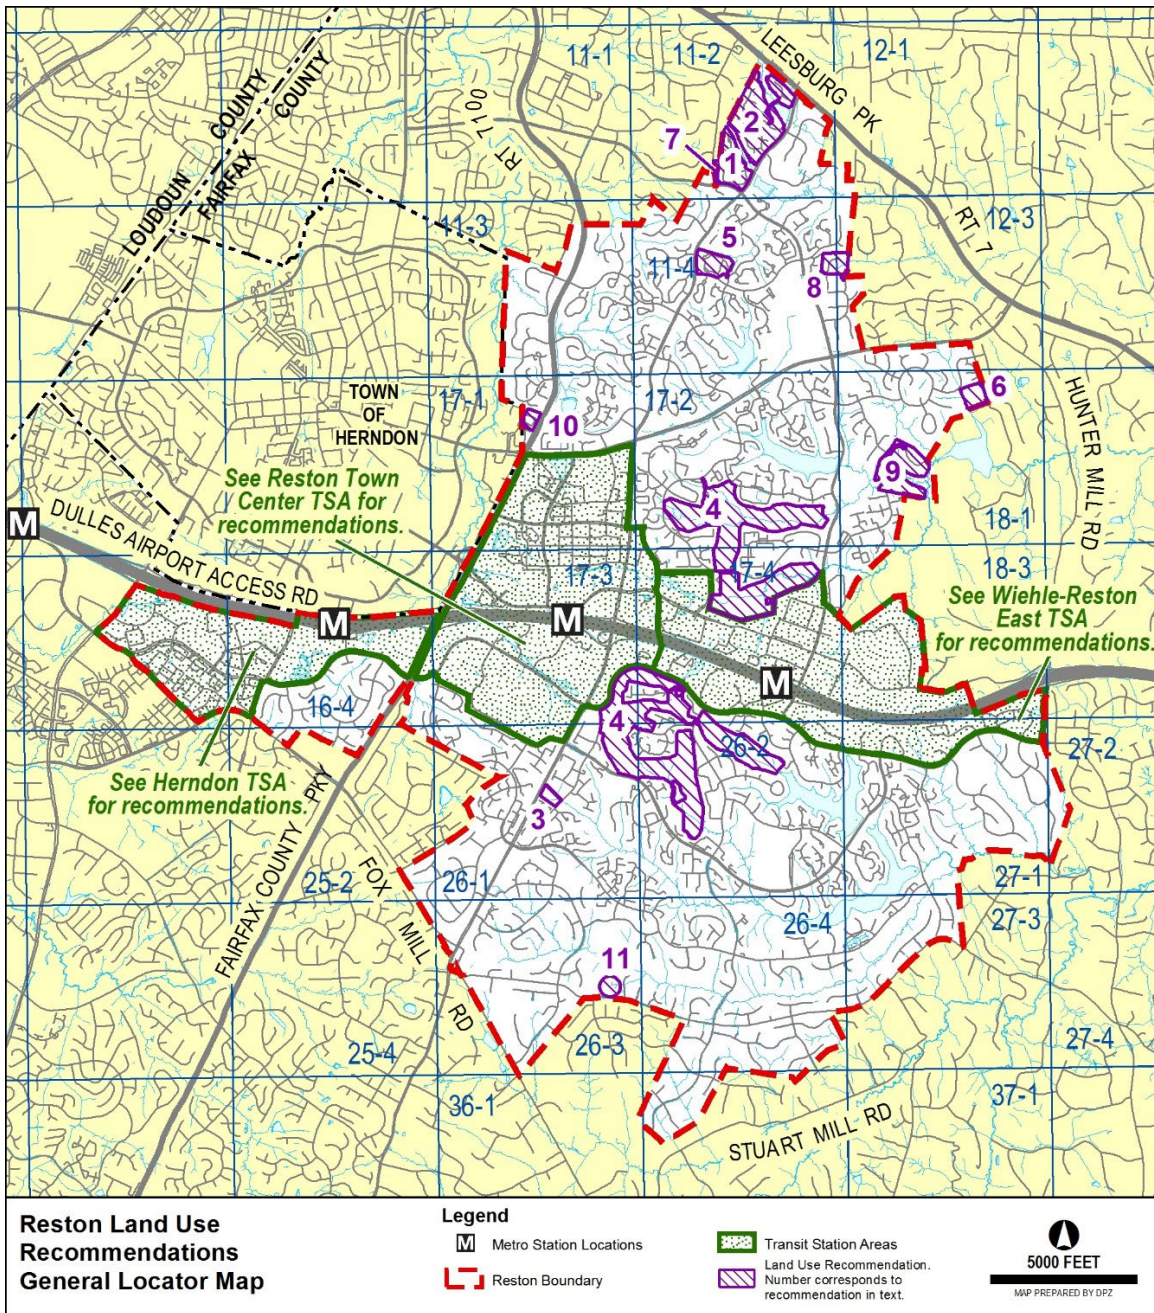 11-1
11-2
12-1
LEESBURG PK
LOUDOUN COUNTY
FAIRFAX COUNTY
RT 7100
2
7
1
11-3
5
12-3
RT 7
11-4
8
TOWN
OF
HERNDON
17-1
17-2
10
6
HUNTER MILL RD
See Reston Town
Center TSA for
recommendations.
9
4
18-1
M
DULLES AIRPORT ACCESS RD
17-3
17-4
18-3
See Wiehle-Reston
East TSA
for recommendations.
M
M
M
16-4
4
26-2
27-2
See Herndon TSA
for recommendations.
3
FAIRFAX COUNTY PKY
25-2
FOX MILL RD
26-1
27-1
26-4
27-3
11
25-4
26-3
27-4
36-1
37-1
STUART MILL RD
Reston Land Use
Recommendations
General Locator Map
Legend
M Metro Station Locations
Reston Boundary
Transit Station Areas
Land Use Recommendation.
Number corresponds to
recommendation in text.
5000 FEET
MAP PREPARED BY DPZ